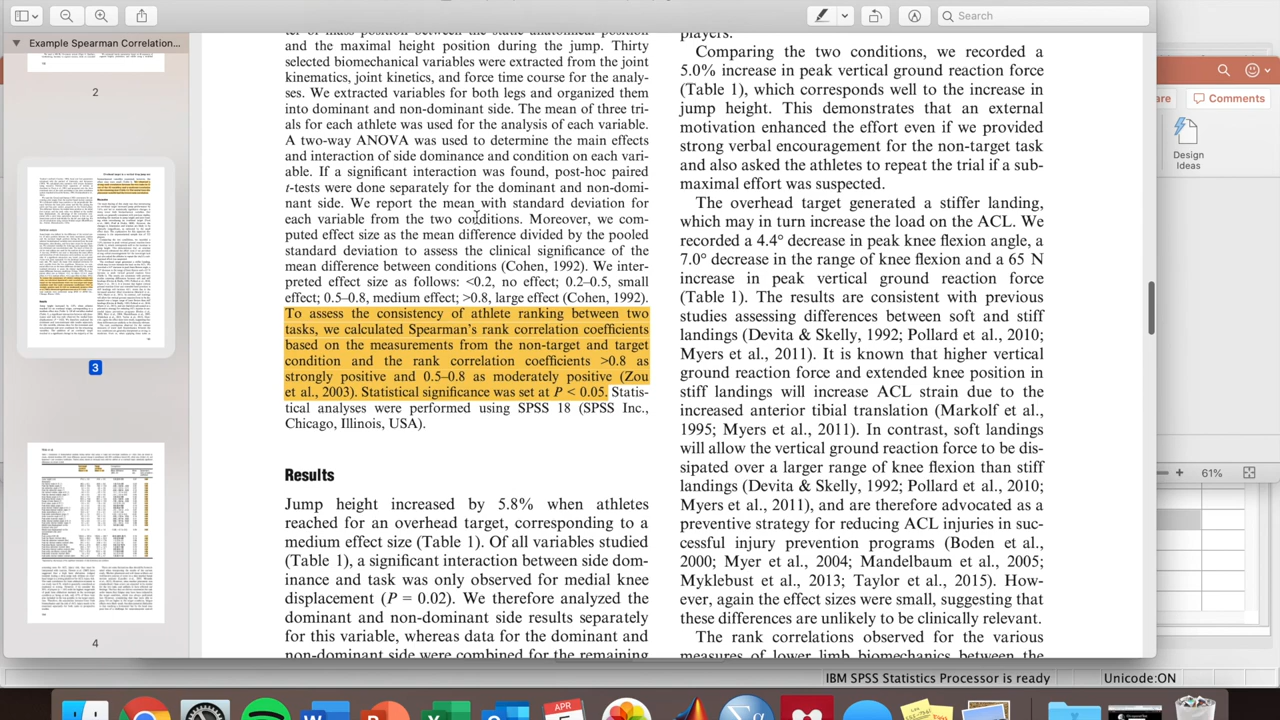 Search
Example Spearman Correlation...
2
3
4
ter of mass position between the static anatomical position
and the maximal height position during the jump. Thirty
selected biomechanical variables were extracted from the joint
kinematics, joint kinetics, and force time course for the analy-
ses. We extracted variables for both legs and organized them
into dominant and non-dominant side. The mean of three tri-
als for each athlete was used for the analysis of each variable.
A two-way ANOVA was used to determine the main effects
and interaction of side dominance and condition on each vari-
able. If a significant interaction was found, post-hoc paired
t-tests were done separately for the dominant and non-domi-
nant side. We report the mean with standard deviation for
each variable from the two conditions. Moreover, we com-
puted effect size as the mean difference divided by the pooled
standard deviation to assess the clinical significance of the
mean difference between conditions (Cohen, 1992). We inter-
preted effect size as follows: <0.2, no effect; 0.2–0.5, small
effect; 0.5–0.8, medium effect; >0.8, large effect (Cohen, 1992).
To assess the consistency of athlete ranking between two
tasks, we calculated Spearman's rank correlation coefficients
based on the measurements from the non-target and target
condition and the rank correlation coefficients >0.8 as
strongly positive and 0.5–0.8 as moderately positive (Zou
et al., 2003). Statistical significance was set at P < 0.05. Statis-
tical analyses were performed using SPSS 18 (SPSS Inc.,
Chicago, Illinois, USA).
Results
Jump height increased by 5.8% when athletes
reached for an overhead target, corresponding to a
medium effect size (Table 1). Of all variables studied
(Table 1), a significant interaction between side dom-
inance and task was only observed for medial knee
displacement (P = 0.02). We therefore analyzed the
dominant and non-dominant side results separately
for this variable, whereas data for the dominant and
non-dominant side were combined for the remaining
players.
Comparing the two conditions, we recorded a
5.0% increase in peak vertical ground reaction force
(Table 1), which corresponds well to the increase in
jump height. This demonstrates that an external
motivation enhanced the effort even if we provided
strong verbal encouragement for the non-target task
and also asked the athletes to repeat the trial if a sub-
maximal effort was suspected.
The overhead target generated a stiffer landing,
which may in turn increase the load on the ACL. We
recorded a 4.4° decrease in peak knee flexion angle, a
7.0° decrease in the range of knee flexion and a 65 N
increase in peak vertical ground reaction force
(Table 1). The results are consistent with previous
studies assessing differences between soft and stiff
landings (Devita & Skelly, 1992; Pollard et al., 2010;
Myers et al., 2011). It is known that higher vertical
ground reaction force and extended knee position in
stiff landings will increase ACL strain due to the
increased anterior tibial translation (Markolf et al.,
1995; Myers et al., 2011). In contrast, soft landings
will allow the vertical ground reaction force to be dis-
sipated over a larger range of knee flexion than stiff
landings (Devita & Skelly, 1992; Pollard et al., 2010;
Myers et al., 2011), and are therefore advocated as a
preventive strategy for reducing ACL injuries in suc-
cessful injury prevention programs (Boden et al.,
2000; Myer et al., 2004; Mandelbaum et al., 2005;
Myklebust et al., 2013; Taylor et al., 2015). How-
ever, again the effect sizes were small, suggesting that
these differences are unlikely to be clinically relevant.
The rank correlations observed for the various
measures of lower limb biomechanics between the
are
Comments
Design
Ideas
61%
IBM SPSS Statistics Processor is ready
Unicode:ON
APR